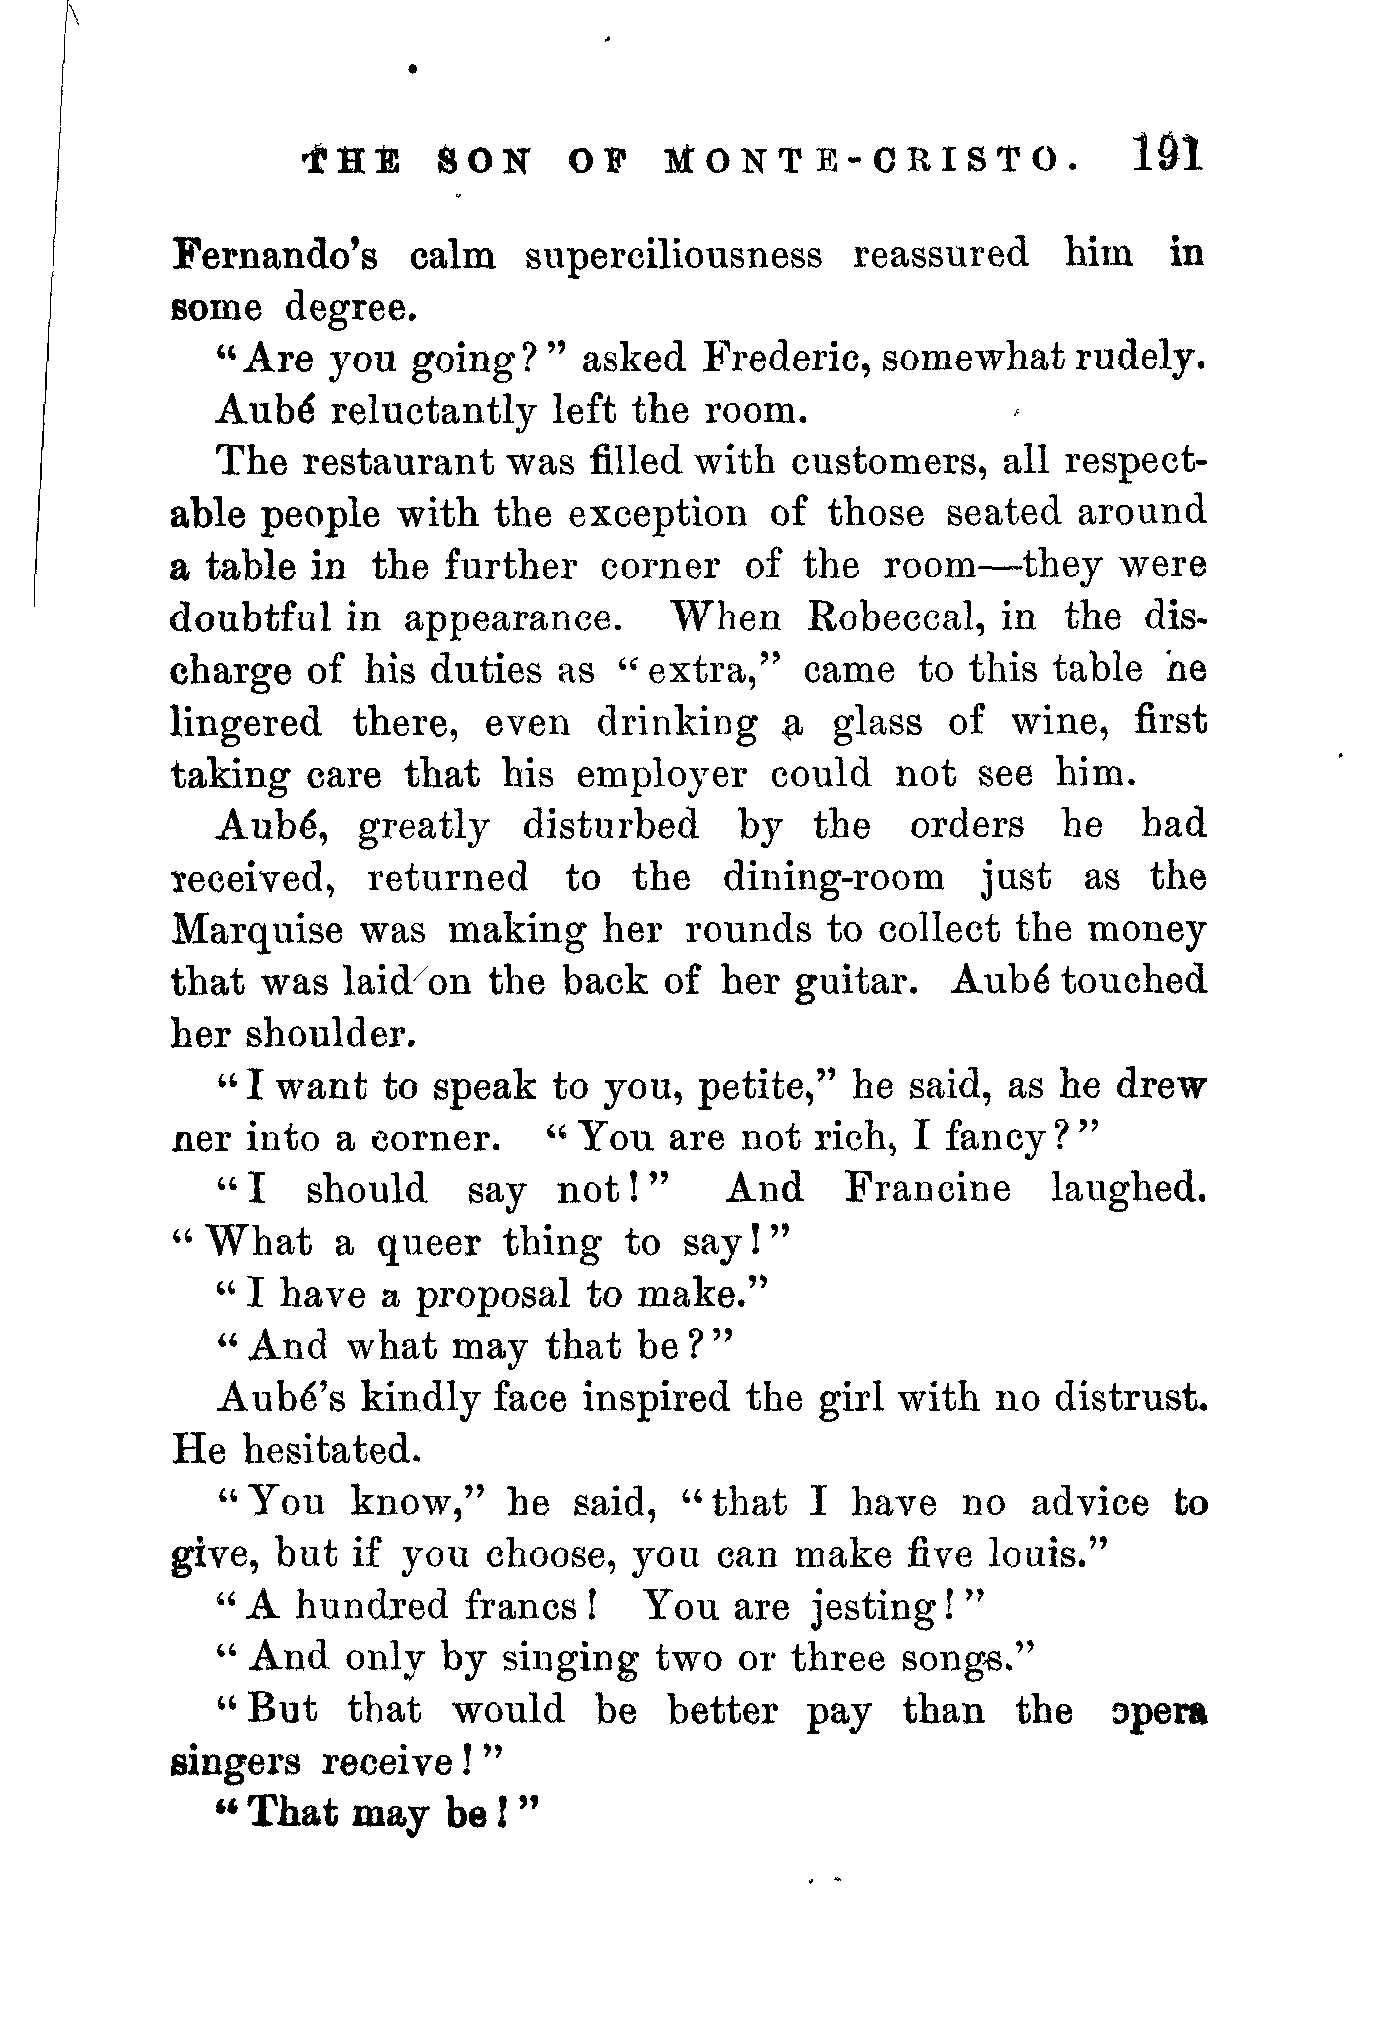 THE SON OF MONTE-CRISTO. 191
Fernando's calm superciliousness reassured him in
some degree.
"Are you going?" asked Frederic, somewhat rudely.
Aubé reluctantly left the room.
The restaurant was filled with customers, all respect-
able people with the exception of those seated around
a table in the further corner of the room—they were
doubtful in appearance. When Robeccal, in the dis-
charge of his duties as "extra," came to this table he
lingered there, even drinking a glass of wine, first
taking care that his employer could not see him.
Aubé, greatly disturbed by the orders he had
received, returned to the dining-room just as the
Marquise was making her rounds to collect the money
that was laid on the back of her guitar. Aubé touched
her shoulder.
"I want to speak to you, petite," he said, as he drew
her into a corner. "You are not rich, I fancy?"
"I should say not!" And Francine laughed.
"What a queer thing to say!"
"I have a proposal to make."
"And what may that be?"
Aubé's kindly face inspired the girl with no distrust.
He hesitated.
"You know," he said, "that I have no advice to
give, but if you choose, you can make five louis."
"A hundred francs! You are jesting!"
"And only by singing two or three songs."
"But that would be better pay than the opera
singers receive!"
"That may be!"